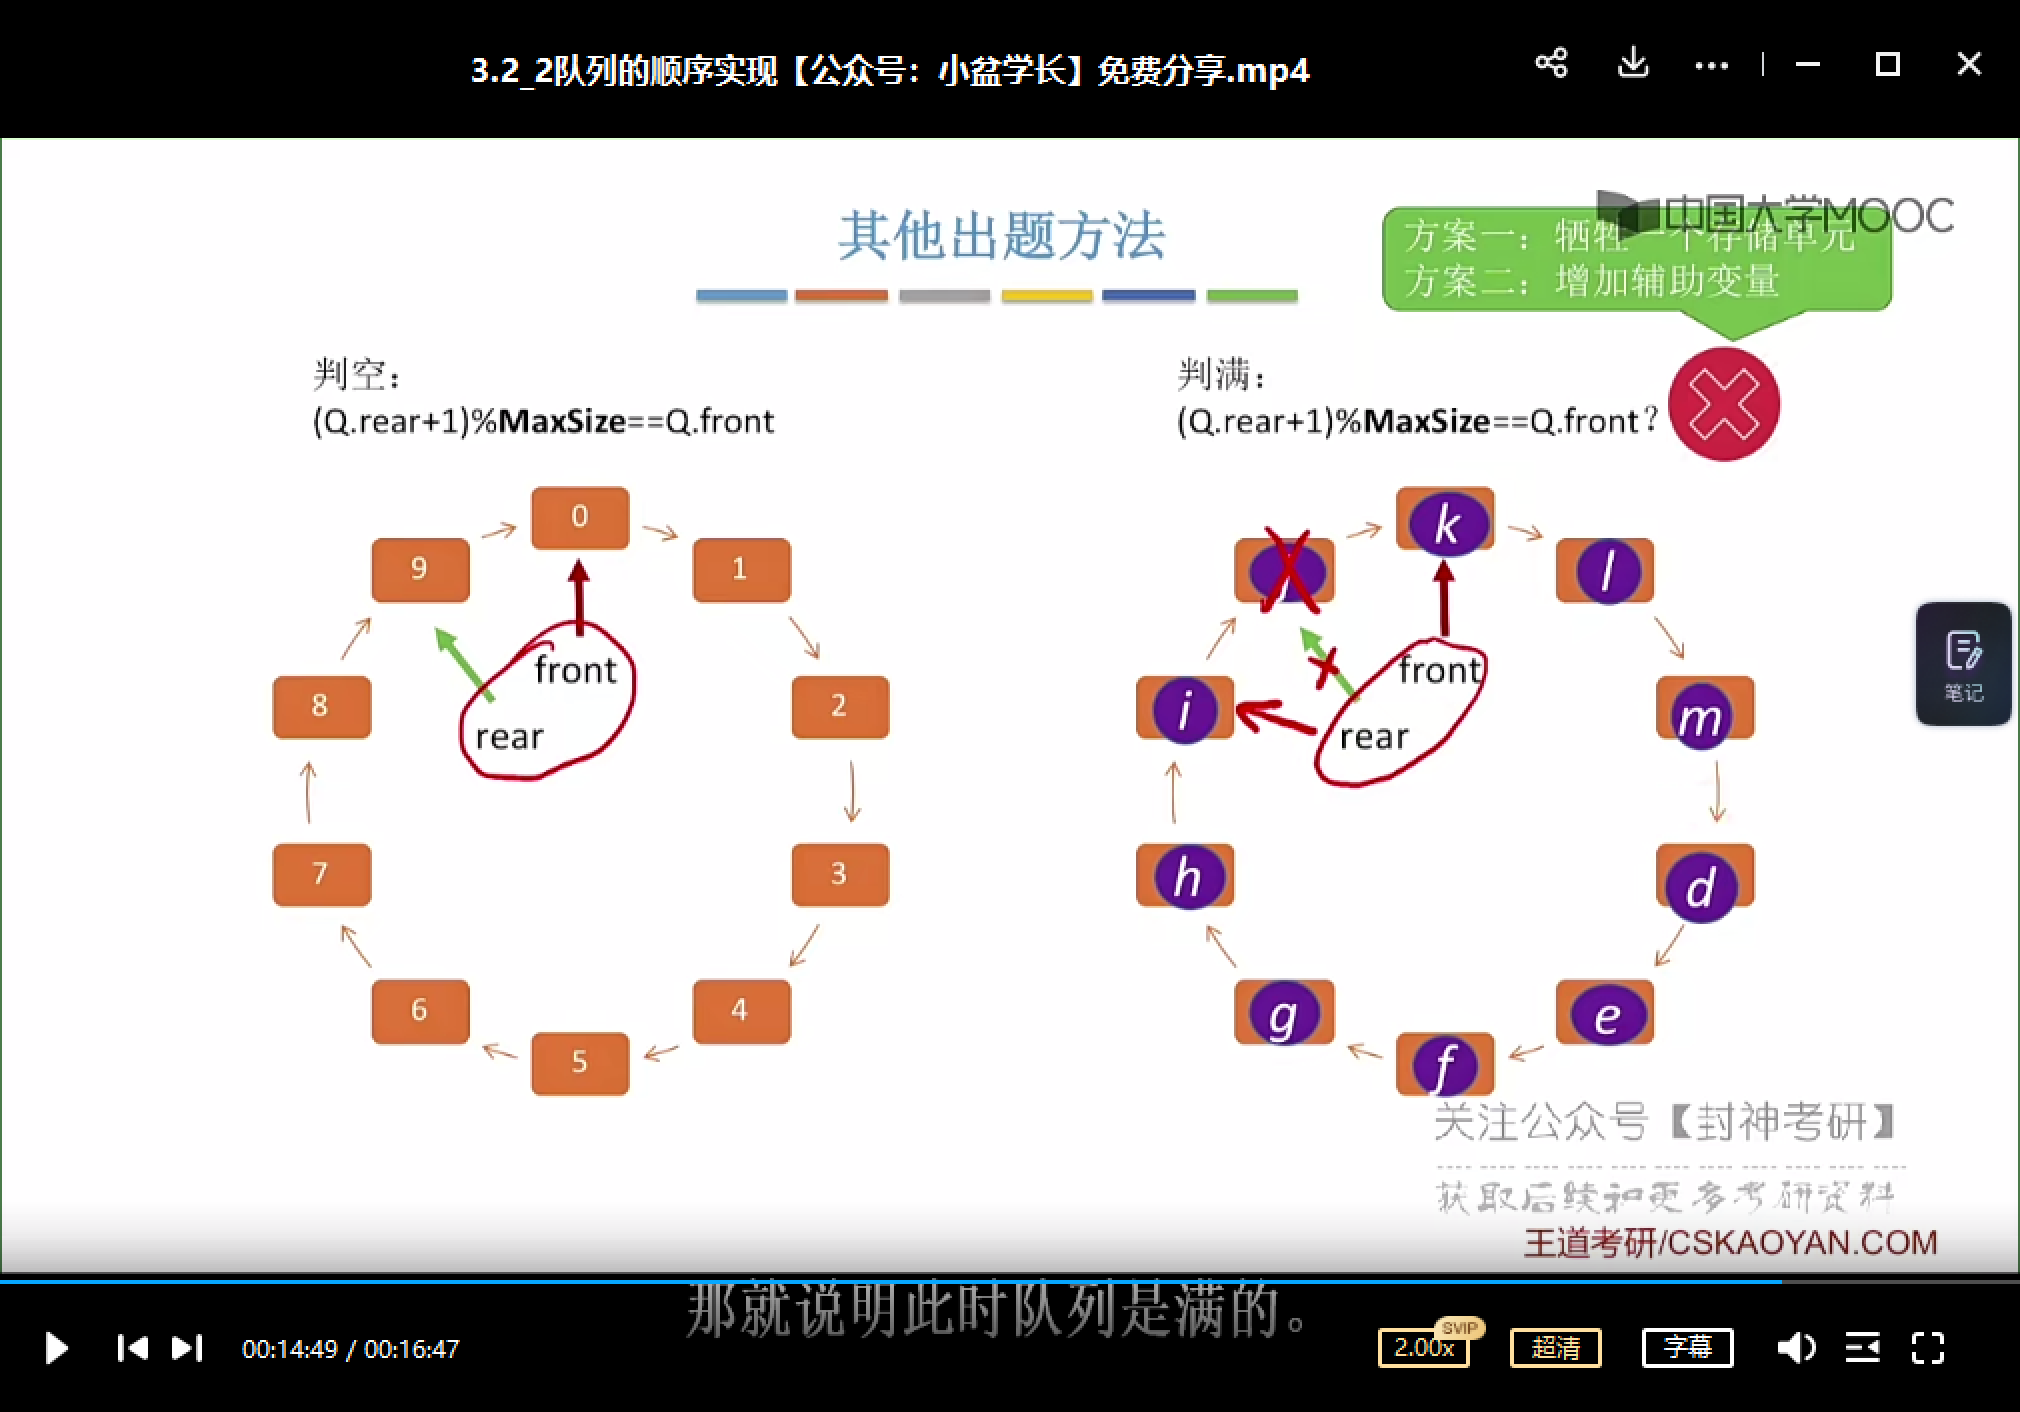 3.2_2队列的顺序实现【公众号：小盆学长】免费分享.mp4
其他出题方法
中国大学MOOC
方案一：牺牲一个存储单元
方案二：增加辅助变量
判空：
(Q.rear+1)%MaxSize==Q.front
判满：
(Q.rear+1)%MaxSize==Q.front？
0
1
2
3
4
5
6
7
8
9
front
rear
k
l
m
d
e
f
g
h
i
front
rear
笔记
关注公众号【封神考研】
获取后续和更多考研资料
王道考研/CSKAOYAN.COM
那就说明此时队列是满的。
00:14:49 / 00:16:47
2.00x
SVIP
超清
字幕